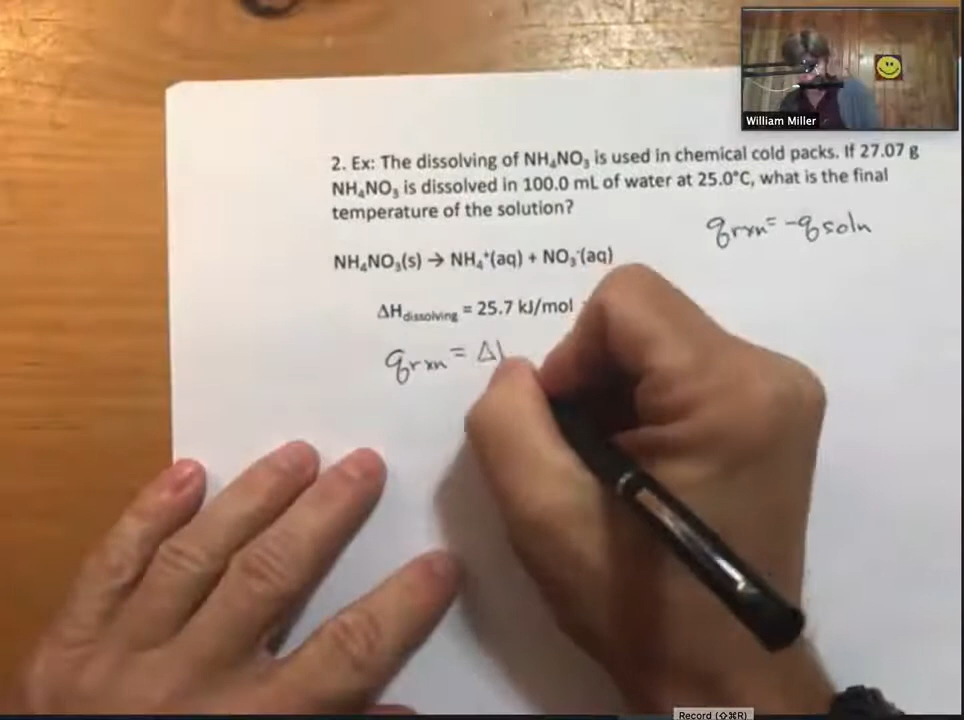 William Miller
2. Ex: The dissolving of NH₄NO₃ is used in chemical cold packs. If 27.07 g
NH₄NO₃ is dissolved in 100.0 mL of water at 25.0°C, what is the final
temperature of the solution?
qrxn = -qsoln
NH₄NO₃(s) → NH₄⁺(aq) + NO₃⁻(aq)
ΔHdissolving = 25.7 kJ/mol
qrxn = Δ
Record (⇧⌘R)